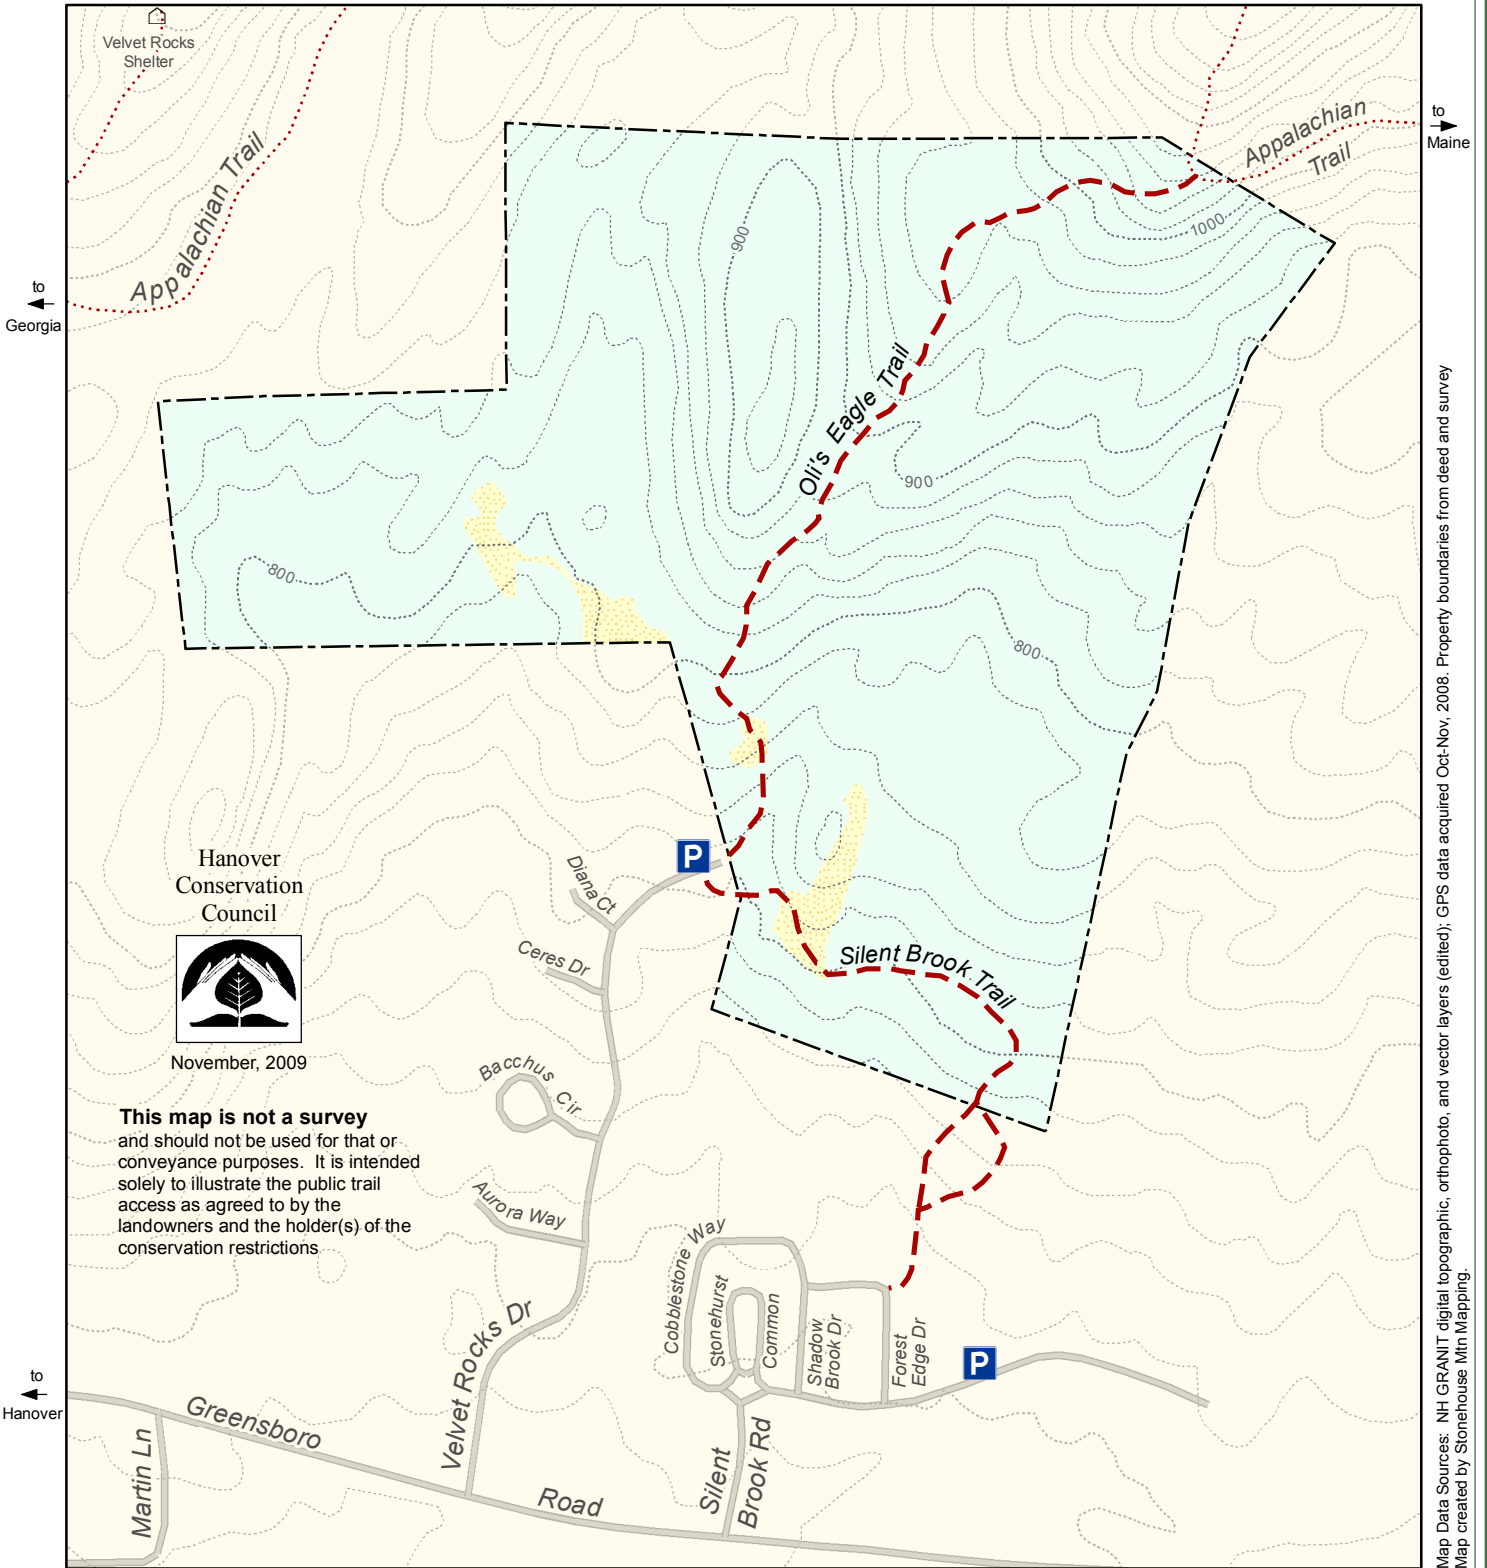 Velvet Rocks
Shelter
Appalachian Trail
to
Georgia
Appalachian
Trail
to
Maine
900
1000
Oli's Eagle Trail
900
800
800
P
Hanover
Conservation
Council
November, 2009
This map is not a survey
and should not be used for that or
conveyance purposes. It is intended
solely to illustrate the public trail
access as agreed to by the
landowners and the holder(s) of the
conservation restrictions
Diana Ct
Ceres Dr
Bacchus Cir
Aurora Way
Silent Brook Trail
Velvet Rocks Dr
Cobblestone Way
Stonehurst
Common
Shadow
Brook Dr
Forest
Edge Dr
P
to
Hanover
Greensboro
Road
Martin Ln
Silent
Brook Rd
Map Data Sources: NH GRANIT digital topographic, orthophoto, and vector layers (edited); GPS data acquired Oct-Nov, 2008. Property boundaries from deed and survey
Map created by Stonehouse Mtn Mapping.